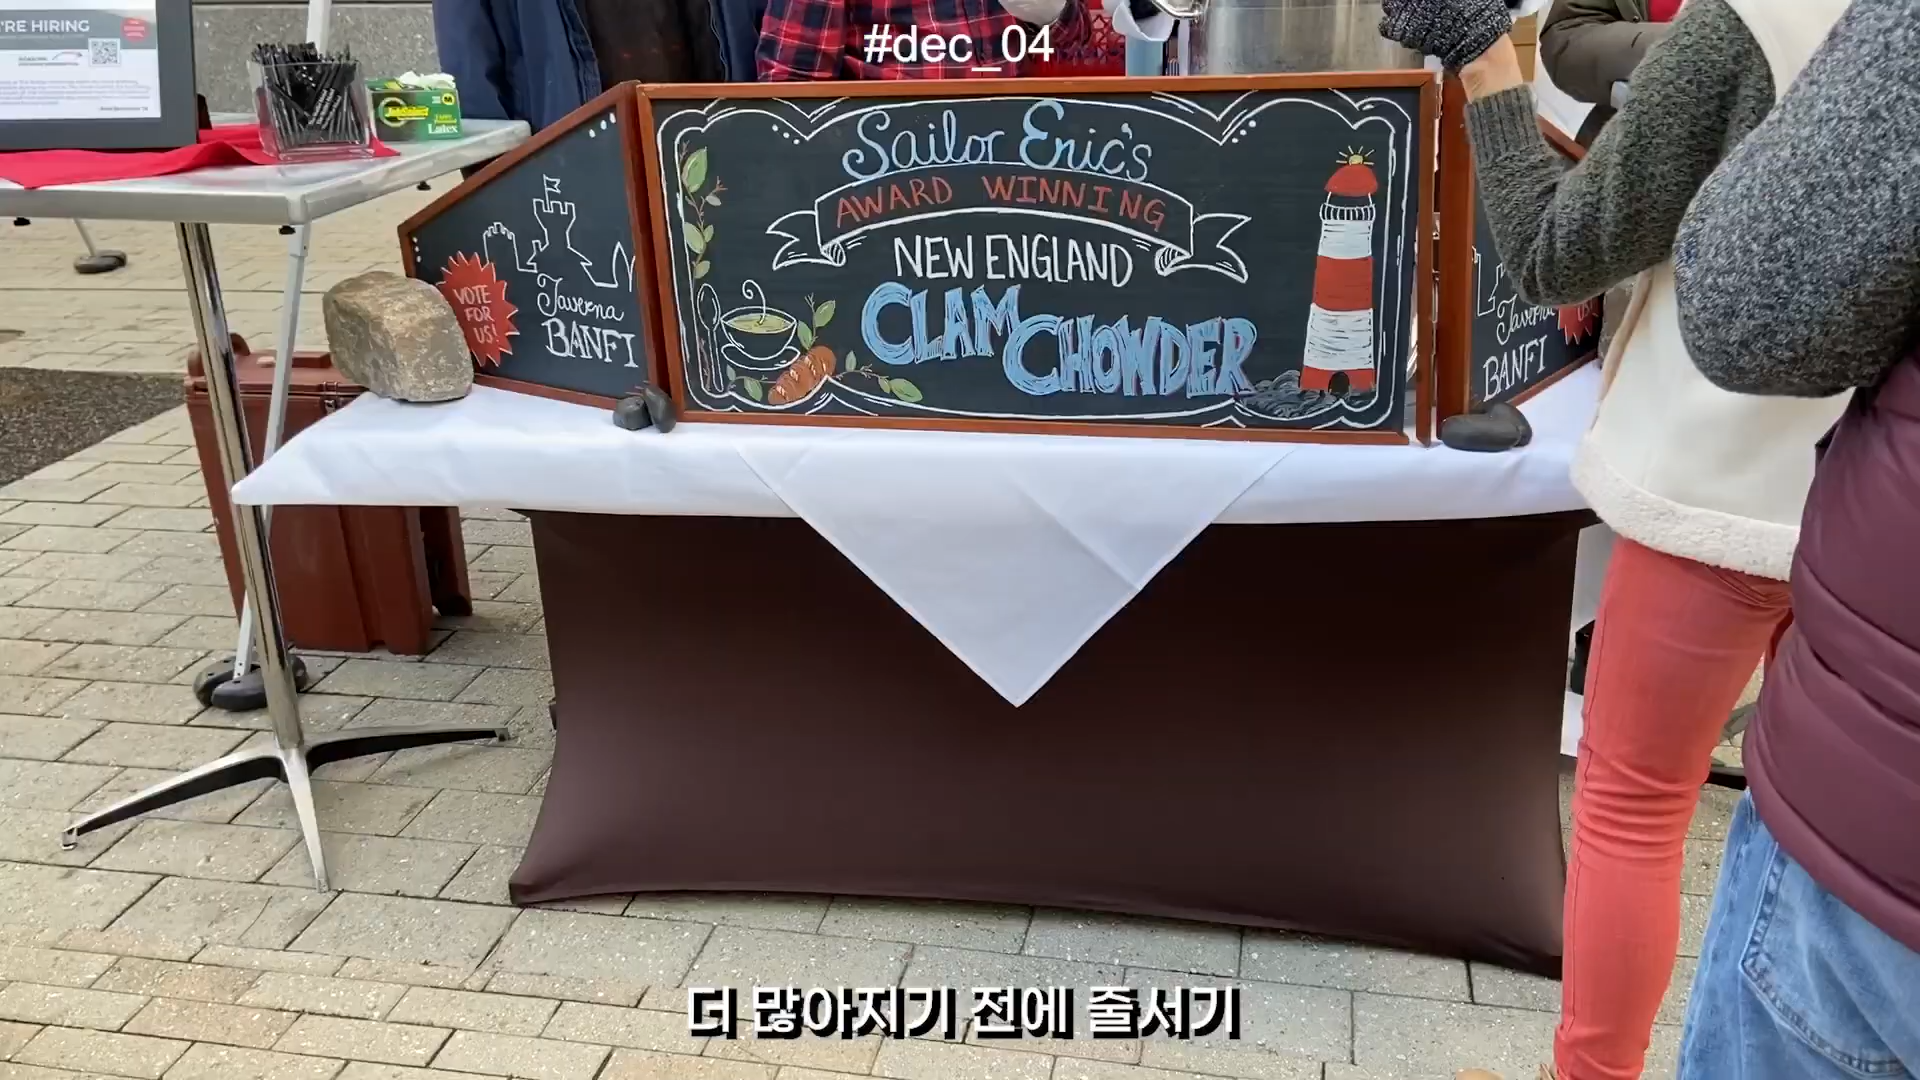 #dec_04
'RE HIRING
Latex
Sailor Eric's
AWARD WINNING
NEW ENGLAND
CLAM CHOWDER
VOTE
FOR
US!
Taverna
BANFI
Taverna
BANFI
US!
더 많아지기 전에 줄서기